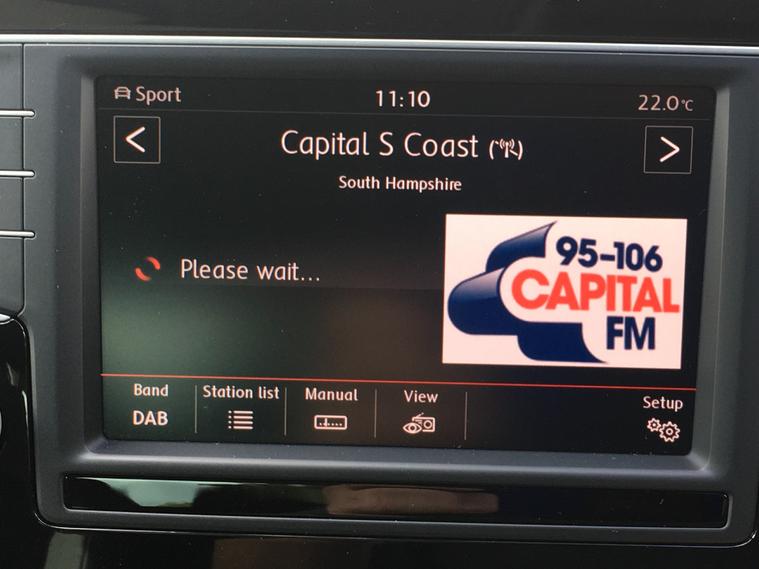 Sport 11:10 22.0°C
< Capital S Coast >
South Hampshire
Please wait...
95-106
CAPITAL
FM
Band Station list Manual View Setup
DAB